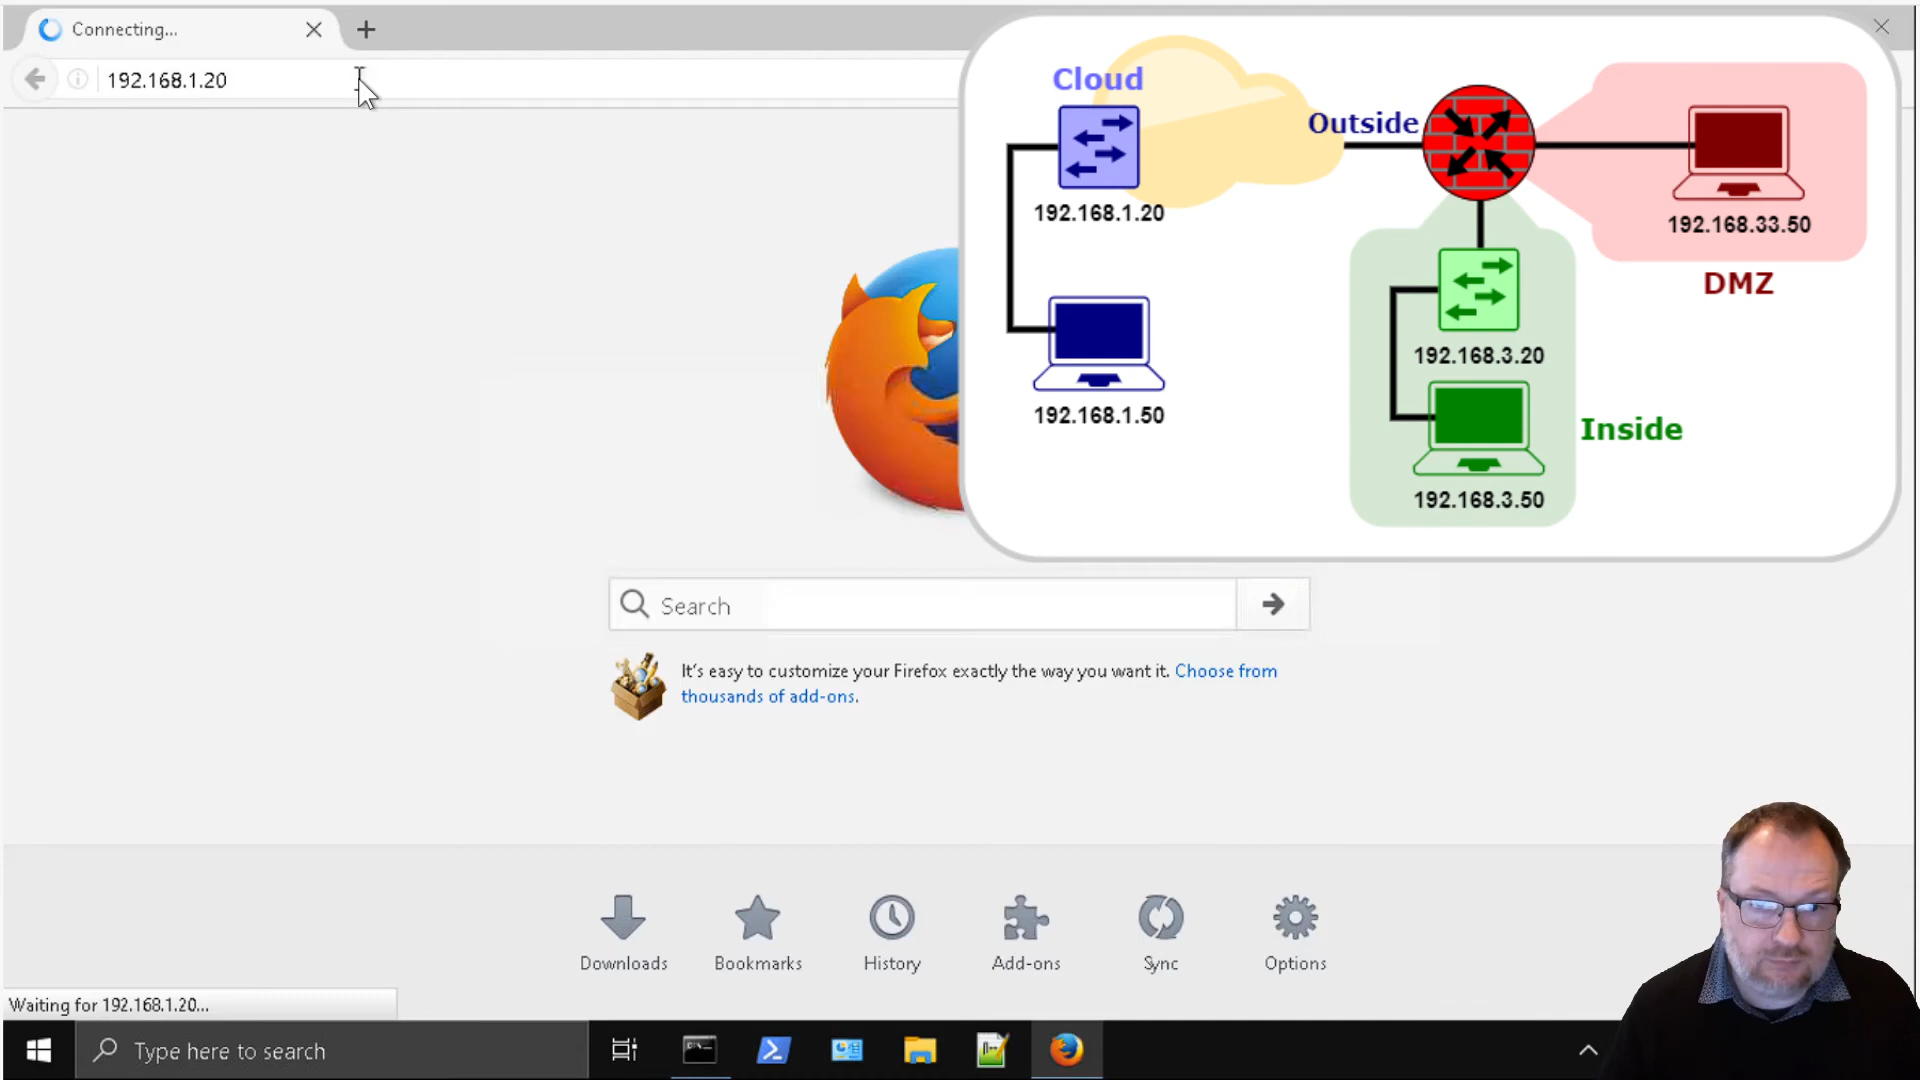 Connecting...
192.168.1.20
Cloud
Outside
192.168.1.20
192.168.33.50
DMZ
192.168.3.20
192.168.1.50
Inside
192.168.3.50
Search
It's easy to customize your Firefox exactly the way you want it. Choose from
thousands of add-ons.
Downloads
Bookmarks
History
Add-ons
Sync
Options
Waiting for 192.168.1.20...
Type here to search